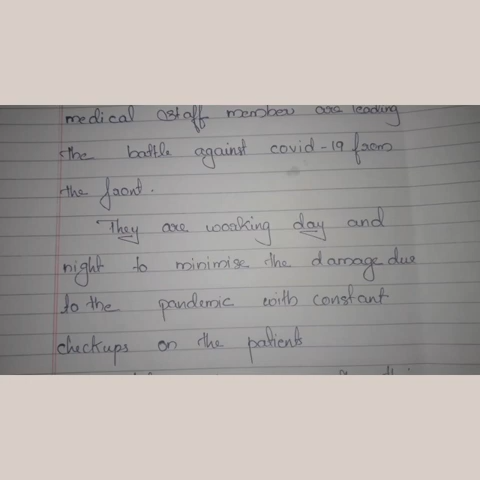 medical staff member are leading
the battle against covid-19 from
the front.
They are working day and
night to minimise the damage due
to the pandemic with constant
checkups on the patients